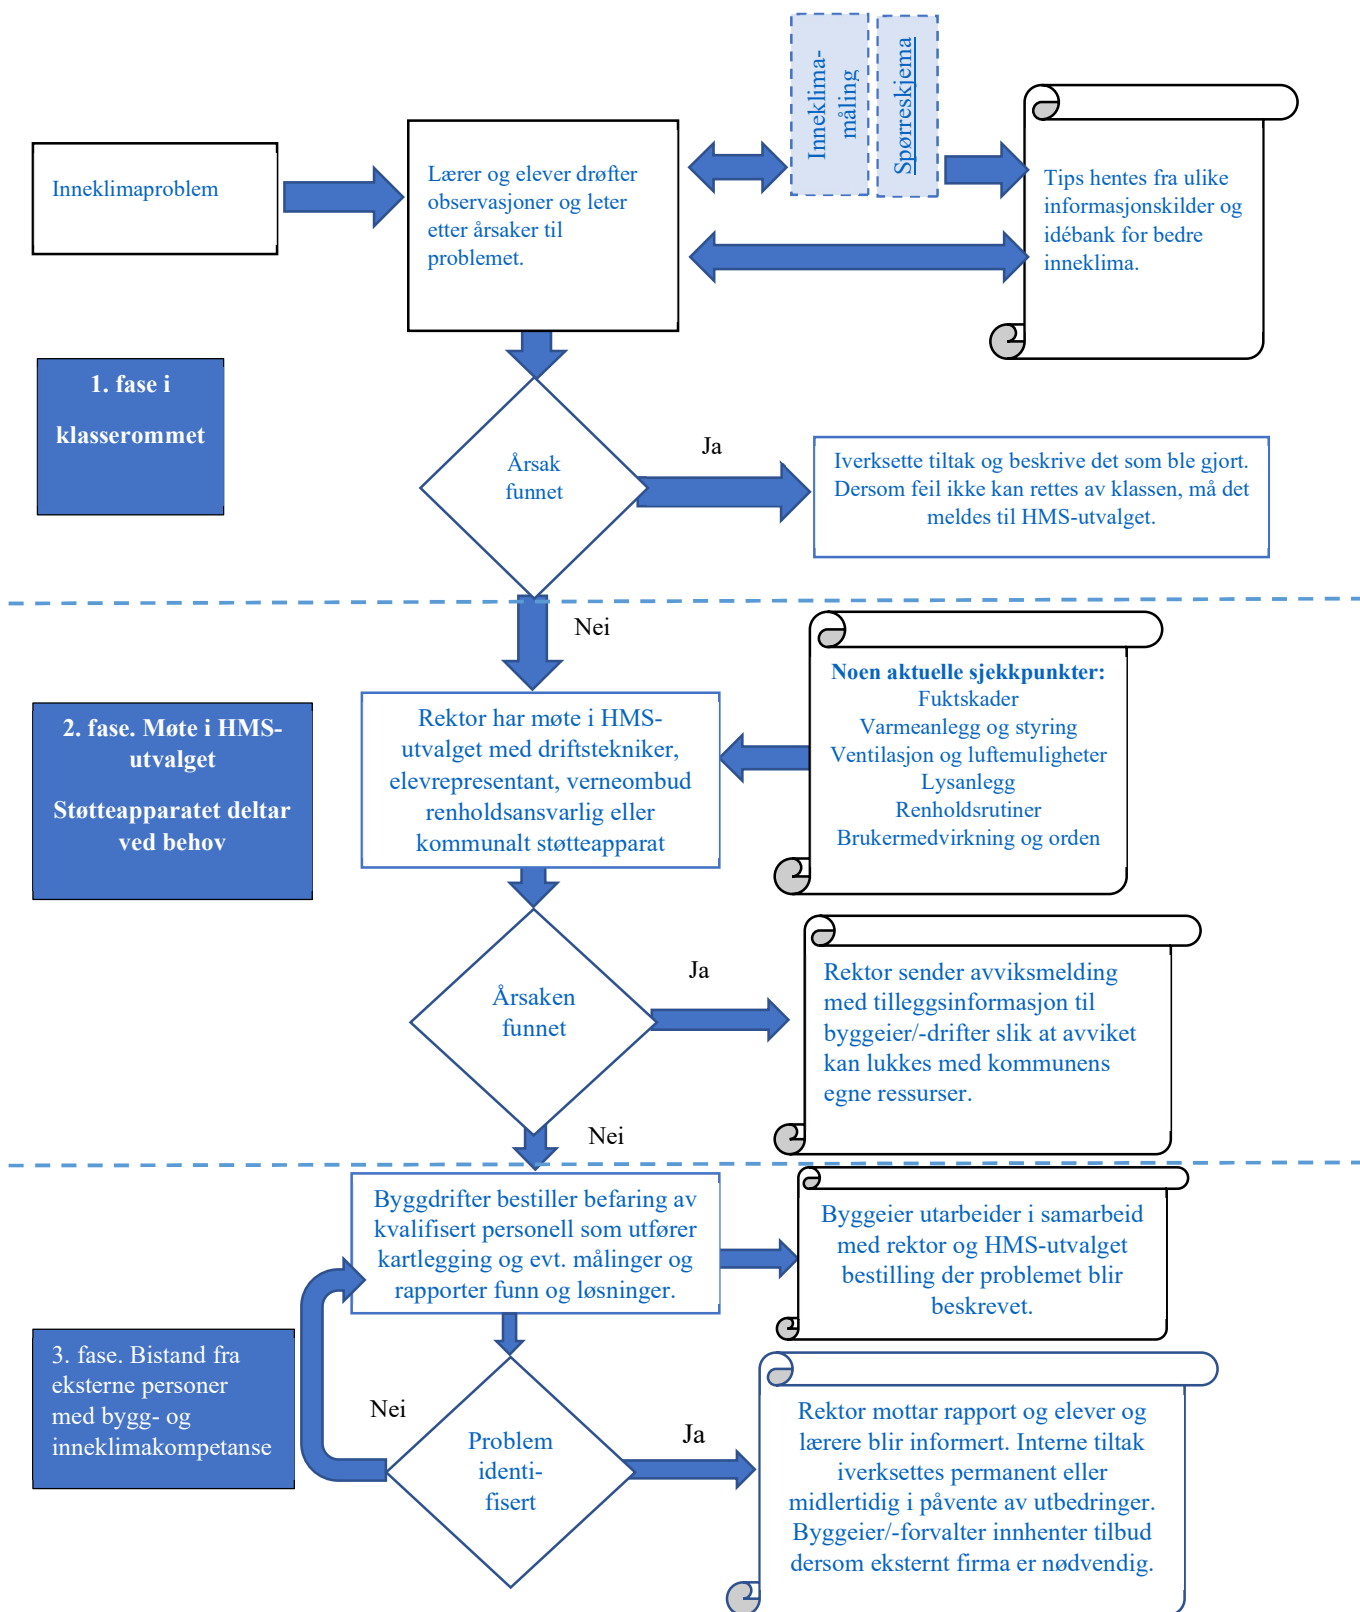 Inneklima-
måling
Spørreskjema
Inneklimaproblem
Lærer og elever drøfter
observasjoner og leter
etter årsaker til
problemet.
Tips hentes fra ulike
informasjonskilder og
idébank for bedre
inneklima.
1. fase i
klasserommet
Årsak
funnet
Ja
Iverksette tiltak og beskrive det som ble gjort.
Dersom feil ikke kan rettes av klassen, må det
meldes til HMS-utvalget.
Nei
2. fase. Møte i HMS-
utvalget
Støtteapparatet deltar
ved behov
Rektor har møte i HMS-
utvalget med driftstekniker,
elevrepresentant, verneombud
renholdsansvarlig eller
kommunalt støtteapparat
Noen aktuelle sjekkpunkter:
Fuktskader
Varmeanlegg og styring
Ventilasjon og luftemuligheter
Lysanlegg
Renholdsrutiner
Brukermedvirkning og orden
Årsaken
funnet
Ja
Rektor sender avviksmelding
med tilleggsinformasjon til
byggeier/-drifter slik at avviket
kan lukkes med kommunens
egne ressurser.
Nei
Byggdrifter bestiller befaring av
kvalifisert personell som utfører
kartlegging og evt. målinger og
rapporter funn og løsninger.
Byggeier utarbeider i samarbeid
med rektor og HMS-utvalget
bestilling der problemet blir
beskrevet.
3. fase. Bistand fra
eksterne personer
med bygg- og
inneklimakompetanse
Nei
Problem
identi-
fisert
Ja
Rektor mottar rapport og elever og
lærere blir informert. Interne tiltak
iverksettes permanent eller
midlertidig i påvente av utbedringer.
Byggeier/-forvalter innhenter tilbud
dersom eksternt firma er nødvendig.